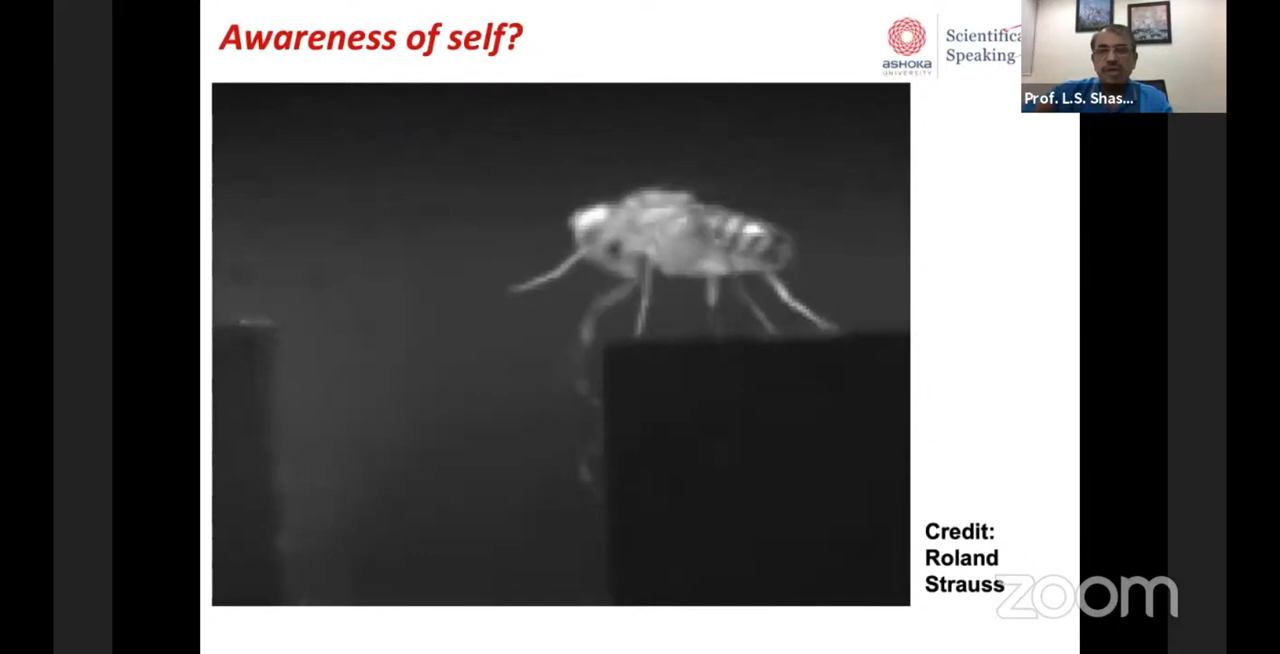 Awareness of self?
ASHOKA
UNIVERSITY
Scientifica
Speaking
Prof. L.S. Shas...
Credit:
Roland
Strauss
zoom